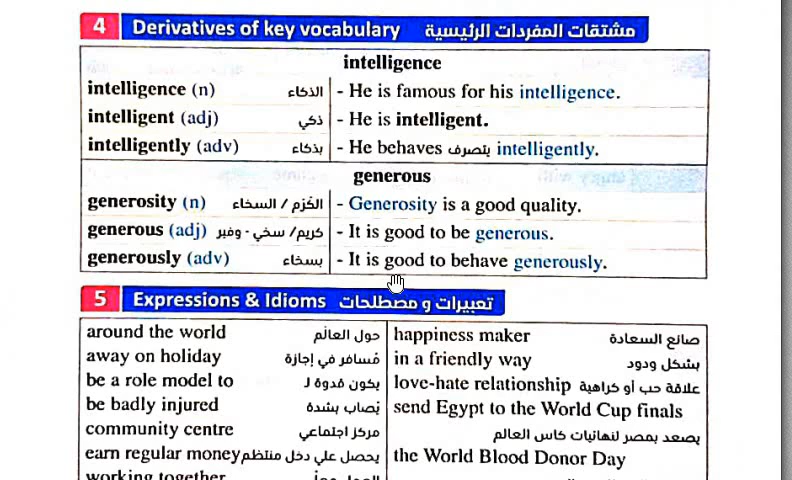 4 Derivatives of key vocabulary مشتقات المفردات الرئيسية
intelligence
intelligence (n) الذكاء - He is famous for his intelligence.
intelligent (adj) ذكي - He is intelligent.
intelligently (adv) بذكاء - He behaves يتصرف intelligently.
generous
generosity (n) الكَرَم / السخاء - Generosity is a good quality.
generous (adj) كريم/ سخي - وفير - It is good to be generous.
generously (adv) بسخاء - It is good to behave generously.
5 Expressions & Idioms تعبيرات و مصطلحات
around the world حول العالَم happiness maker صانع السعادة
away on holiday مُسافر في إجازة in a friendly way بشكل ودود
be a role model to يكون قدوة لـ love-hate relationship علاقة حب أو كراهية
be badly injured يُصاب بشدة send Egypt to the World Cup finals
community centre مركز اجتماعي يصعد بمصر لنهائيات كاس العالم
earn regular money يحصل علي دخل منتظم the World Blood Donor Day
working together